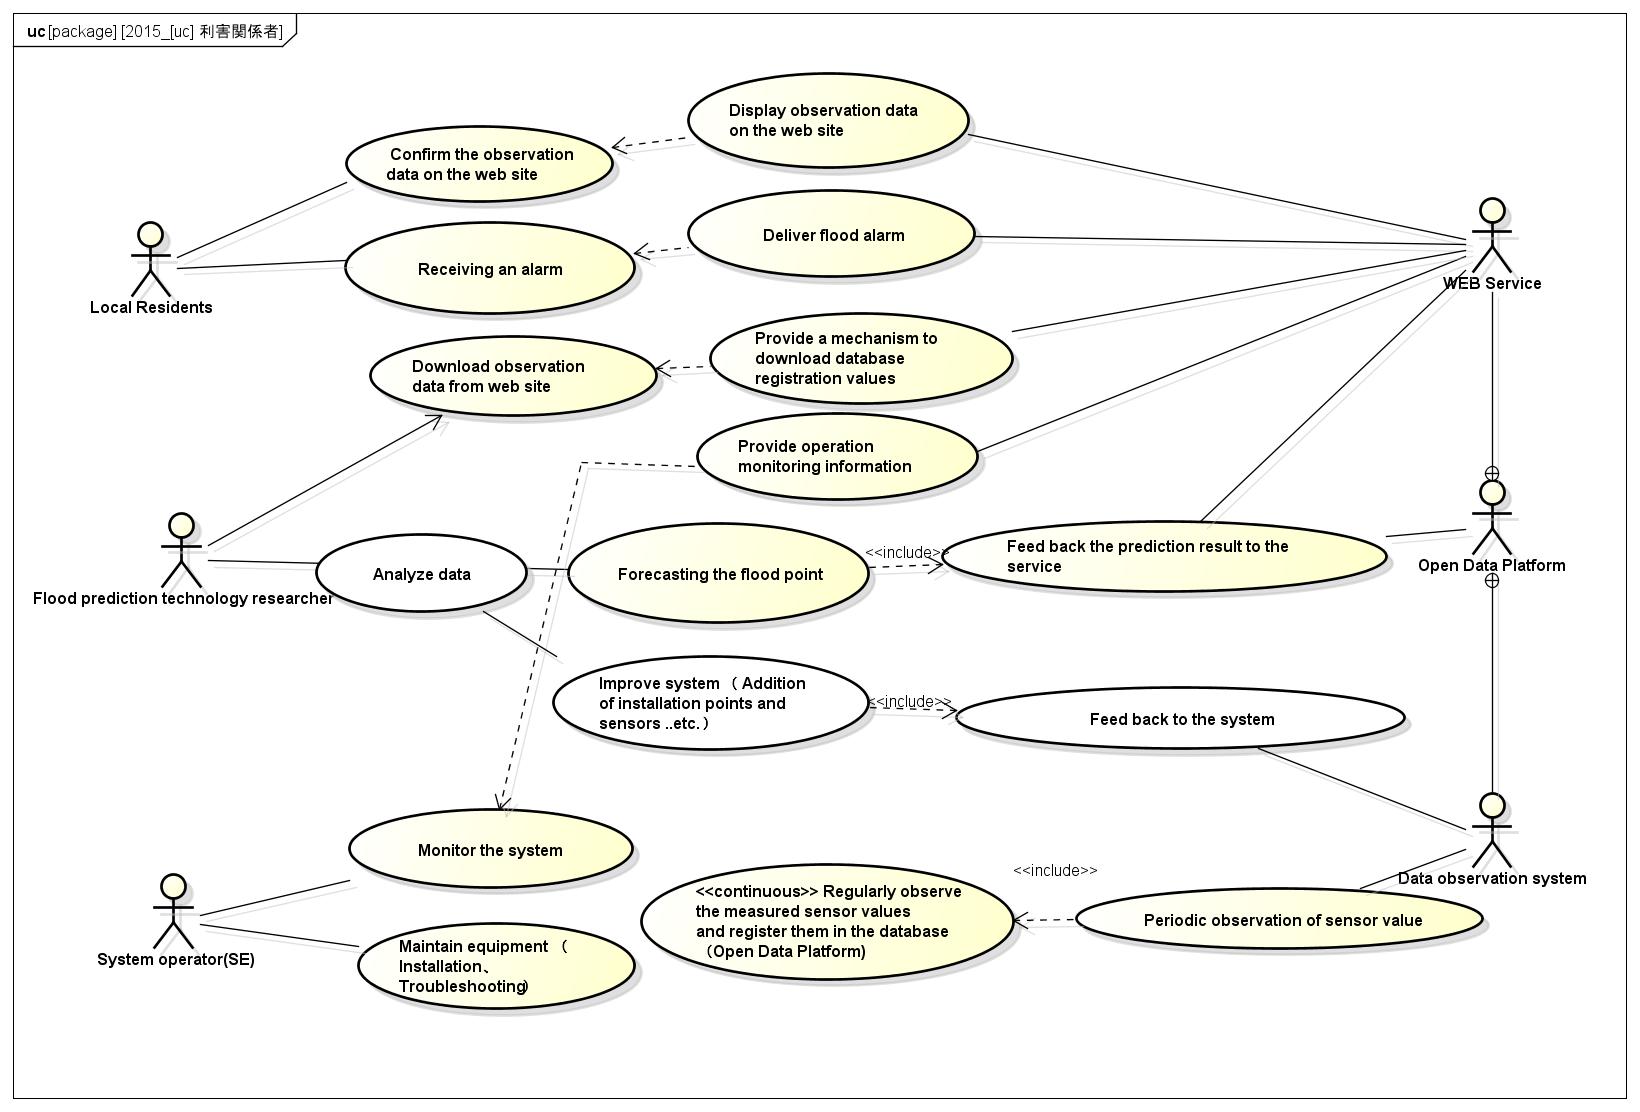 uc [package] [2015_[uc] 利害関係者]
Display observation data
on the web site
Confirm the observation
data on the web site
Deliver flood alarm
Receiving an alarm
Local Residents
WEB Service
Provide a mechanism to
download database
registration values
Download observation
data from web site
Provide operation
monitoring information
Flood prediction technology researcher
Analyze data
Forecasting the flood point
<<include>>
Feed back the prediction result to the
service
Open Data Platform
Improve system （ Addition
of installation points and
sensors ..etc.）
<<include>>
Feed back to the system
Monitor the system
System operator(SE)
Maintain equipment （
Installation、
Troubleshooting）
<<continuous>> Regularly observe
the measured sensor values
and register them in the database
（Open Data Platform)
<<include>>
Data observation system
Periodic observation of sensor value